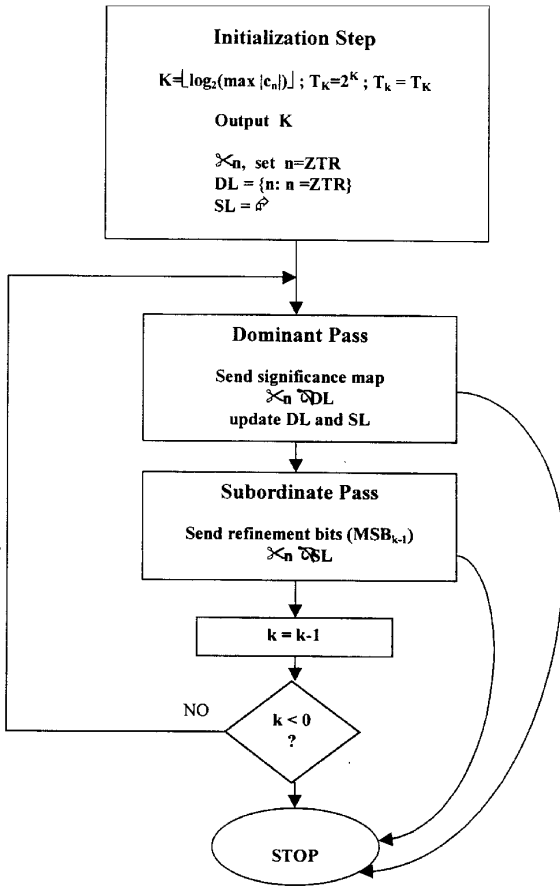 Initialization Step
K=⌊log₂(max |cₙ|)⌋ ; T_K=2^K ; T_k = T_K
Output K
✂n, set n=ZTR
DL = {n: n =ZTR}
SL =
Dominant Pass
Send significance map
✂n DL
update DL and SL
Subordinate Pass
Send refinement bits (MSB_{k-1})
✂n SL
k = k-1
NO
k < 0
?
STOP